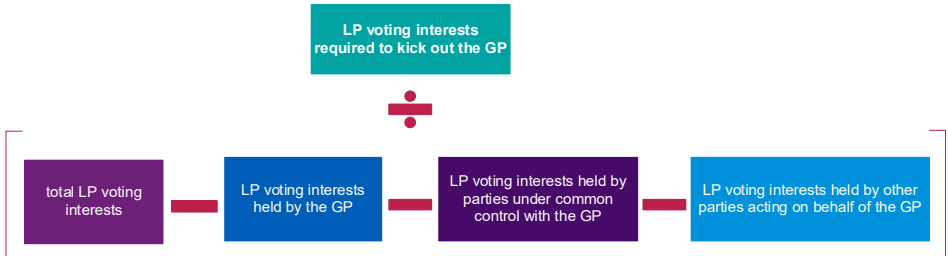 LP voting interests
required to kick out the GP
total LP voting
interests
LP voting interests
held by the GP
LP voting interests held by
parties under common
control with the GP
LP voting interests held by other
parties acting on behalf of the GP